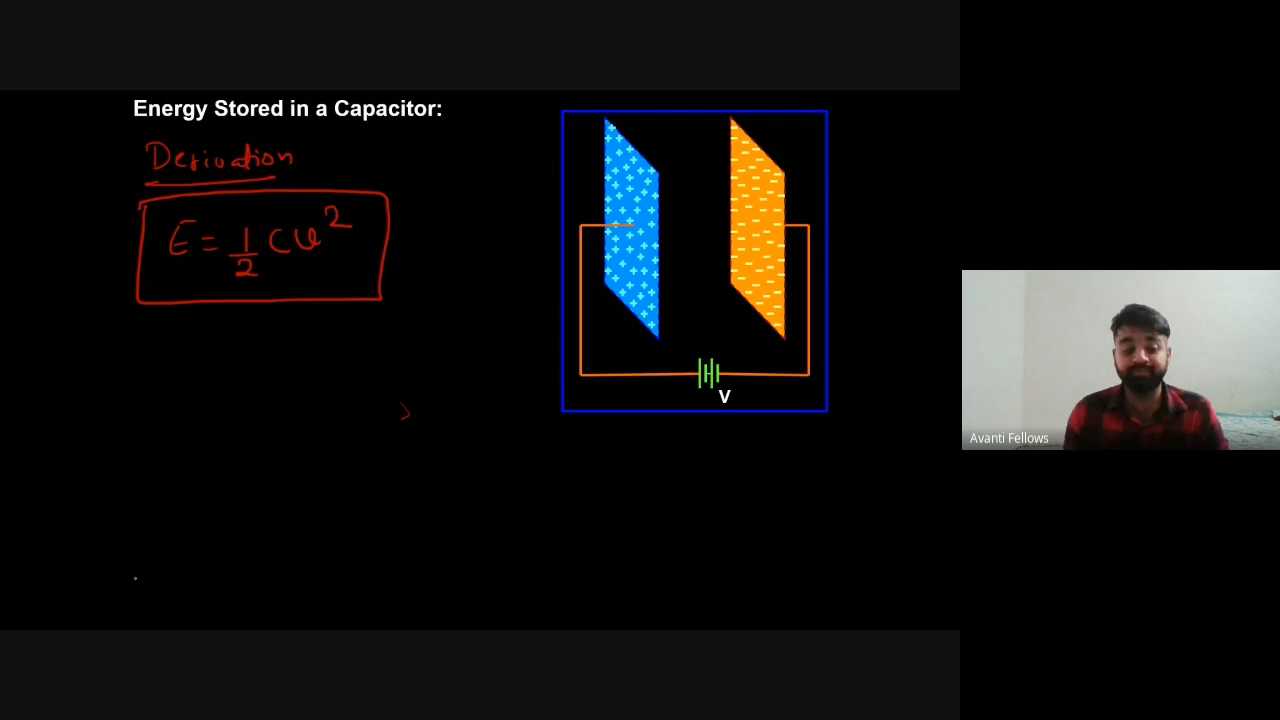 Energy Stored in a Capacitor:
Derivation
E = 1/2 CV²
V
Avanti Fellows